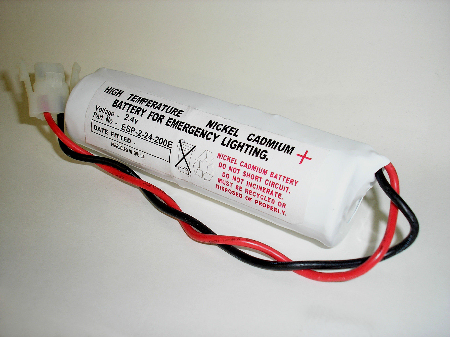 HIGH TEMPERATURE NICKEL CADMIUM +
BATTERY FOR EMERGENCY LIGHTING.
Voltage - 2.4v
Part No. ESP-2-24-200E
DATE FITTED
NICKEL CADMIUM BATTERY
DO NOT SHORT CIRCUIT.
DO NOT INCINERATE.
MUST BE RECYCLED OR
DISPOSED OF PROPERLY.